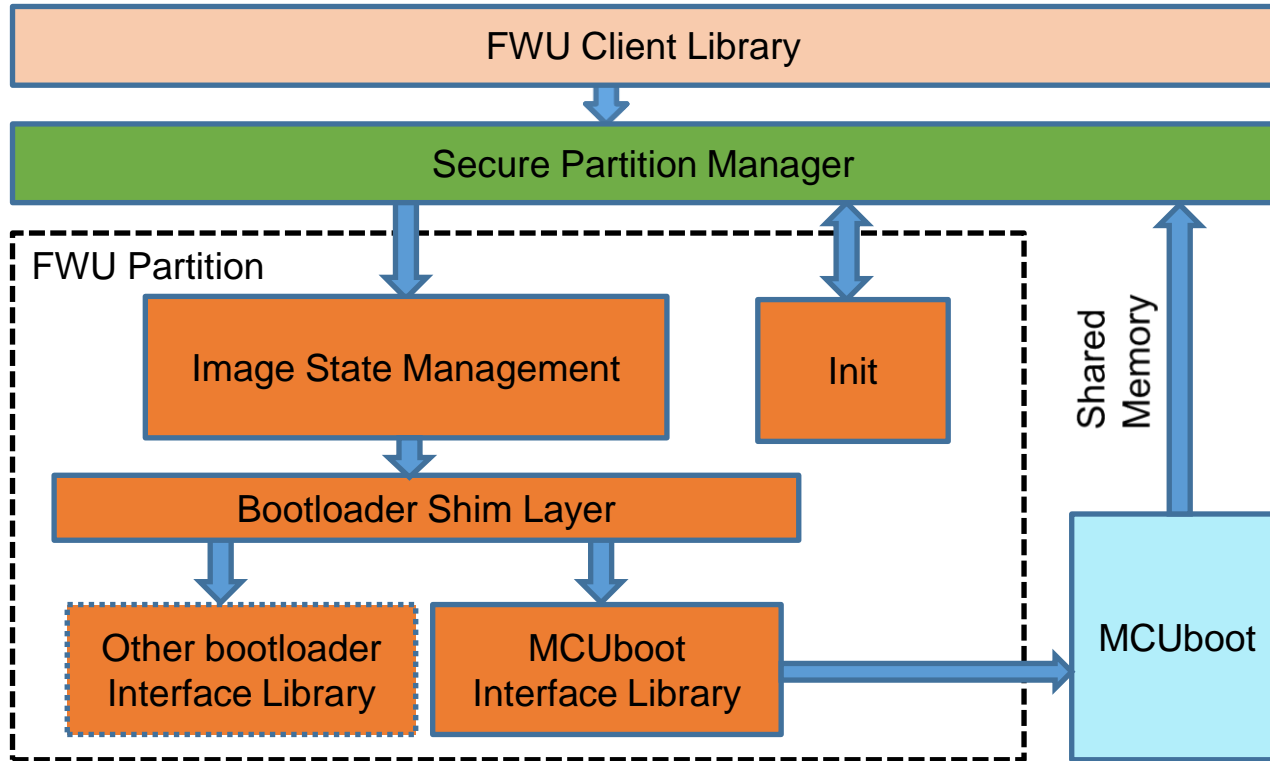 FWU Client Library
Secure Partition Manager
FWU Partition
Image State Management
Init
Shared
Memory
Bootloader Shim Layer
Other bootloader
Interface Library
MCUboot
Interface Library
MCUboot